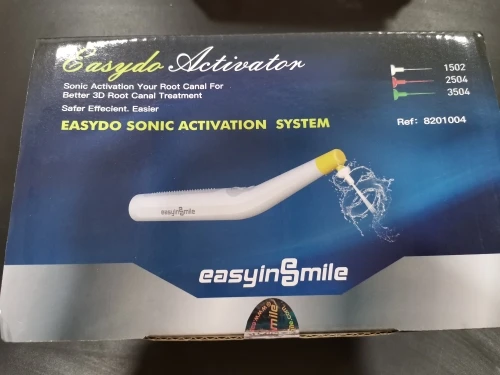 Easydo Activator
Sonic Activation Your Root Canal For
Better 3D Root Canal Treatment
Safer Effecient. Easier
EASYDO SONIC ACTIVATION SYSTEM
1502
2504
3504
Ref: 8201004
easyinsmile
easyinsmile